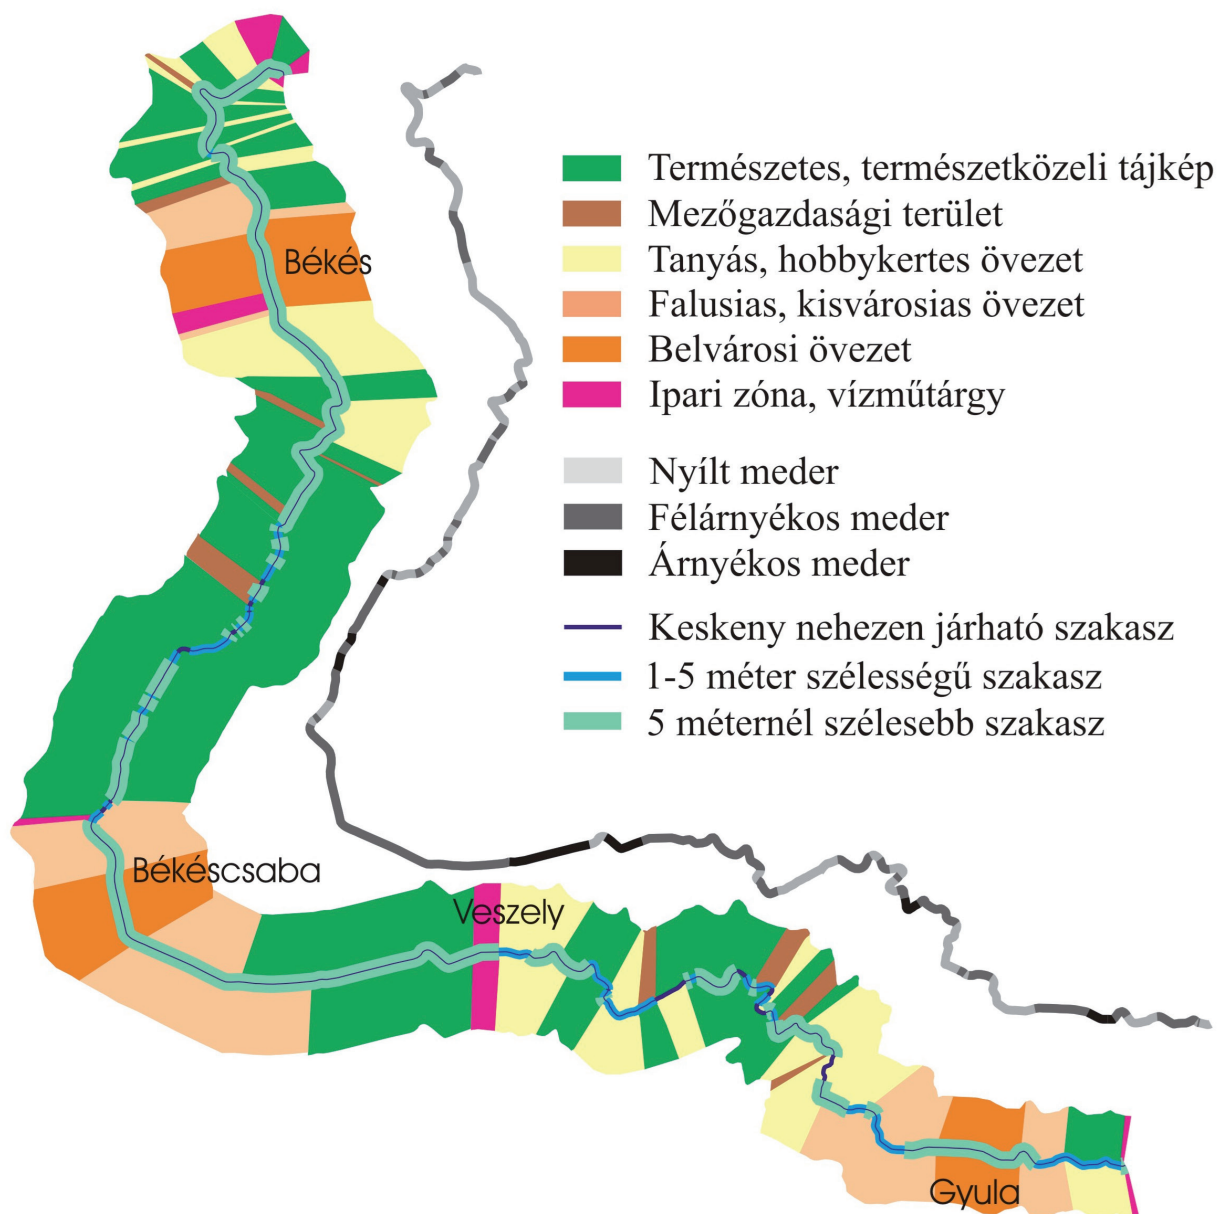 Természetes, természetközeli tájkép
Mezőgazdasági terület
Tanyás, hobbykertes övezet
Falusias, kisvárosias övezet
Belvárosi övezet
Ipari zóna, vízműtárgy
Nyílt meder
Félárnyékos meder
Árnyékos meder
Keskeny nehezen járható szakasz
1-5 méter szélességű szakasz
5 méternél szélesebb szakasz
Békés
Békéscsaba
Veszely
Gyula